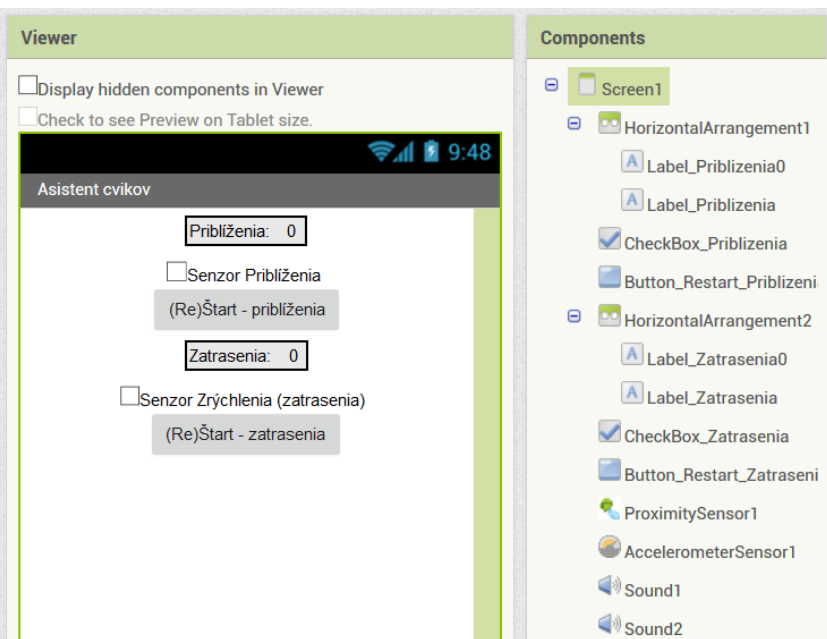 Viewer
Display hidden components in Viewer
Check to see Preview on Tablet size.
9:48
Asistent cvikov
Priblíženia: 0
Senzor Priblíženia
(Re)Štart - priblíženia
Zatrasenia: 0
Senzor Zrýchlenia (zatrasenia)
(Re)Štart - zatrasenia
Components
Screen1
HorizontalArrangement1
A Label_Priblizenia0
A Label_Priblizenia
CheckBox_Priblizenia
Button_Restart_Priblizeni
HorizontalArrangement2
A Label_Zatrasenia0
A Label_Zatrasenia
CheckBox_Zatrasenia
Button_Restart_Zatraseni
ProximitySensor1
AccelerometerSensor1
Sound1
Sound2